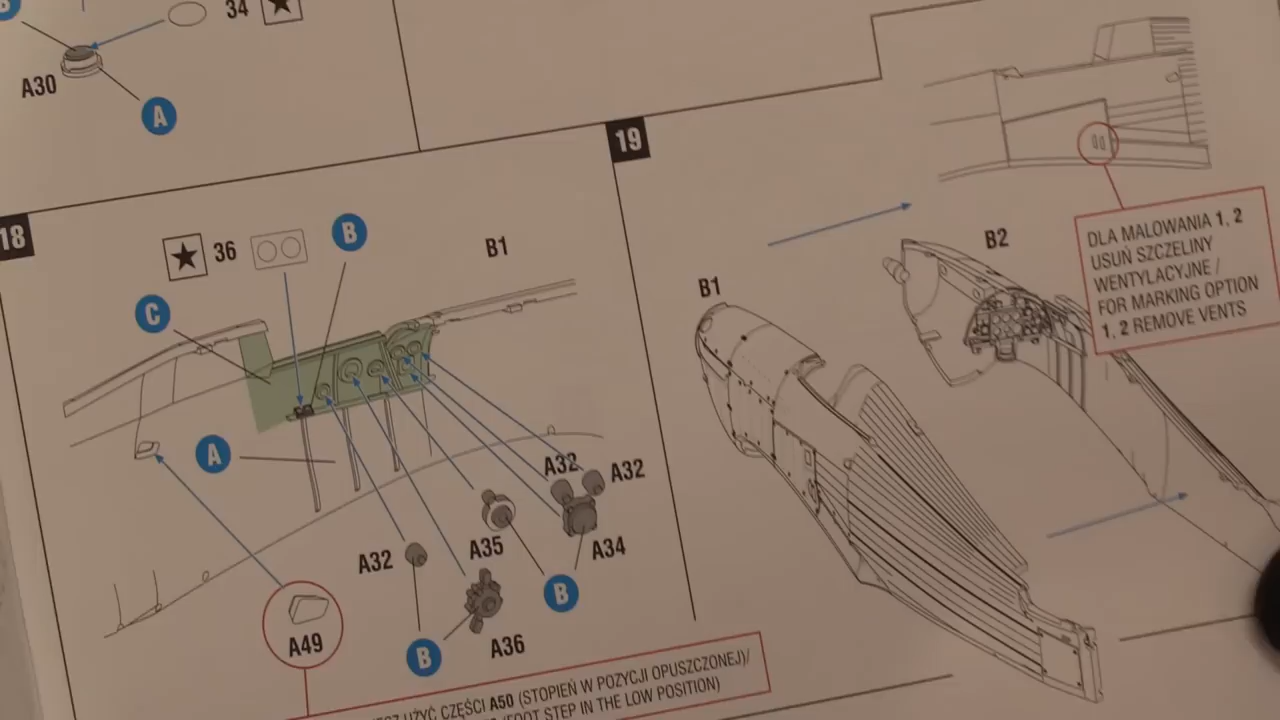 B
34
A30
A
18
36
B
B1
C
A
A32
A32
A35
A34
A32
B
A36
B
A49
UŻYĆ CZĘŚCI A50 (STOPIEŃ W POZYCJI OPUSZCZONEJ)/
(FOOT STEP IN THE LOW POSITION)
19
B1
B2
DLA MALOWANIA 1, 2
USUŃ SZCZELINY
WENTYLACYJNE /
FOR MARKING OPTION
1, 2 REMOVE VENTS